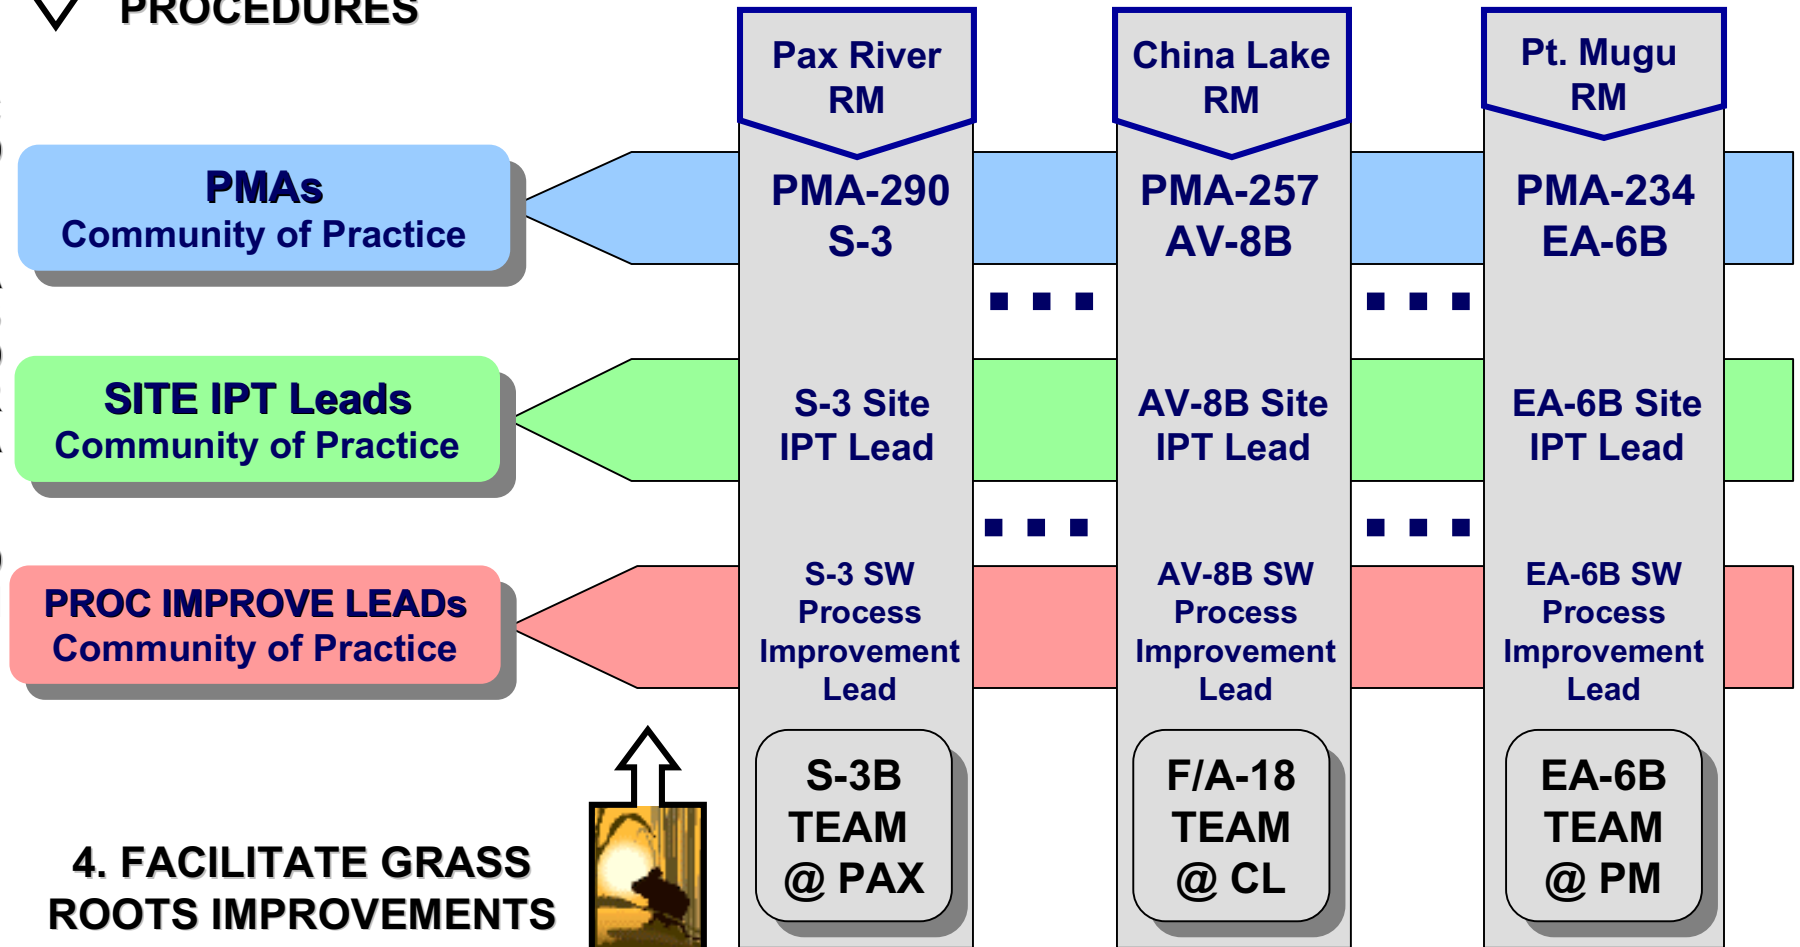 PROCEDURES
Pax River
RM
China Lake
RM
Pt. Mugu
RM
PMAs
Community of Practice
PMA-290
S-3
PMA-257
AV-8B
PMA-234
EA-6B
SITE IPT Leads
Community of Practice
S-3 Site
IPT Lead
AV-8B Site
IPT Lead
EA-6B Site
IPT Lead
PROC IMPROVE LEADs
Community of Practice
S-3 SW
Process
Improvement
Lead
AV-8B SW
Process
Improvement
Lead
EA-6B SW
Process
Improvement
Lead
S-3B
TEAM
@ PAX
F/A-18
TEAM
@ CL
EA-6B
TEAM
@ PM
4. FACILITATE GRASS
ROOTS IMPROVEMENTS